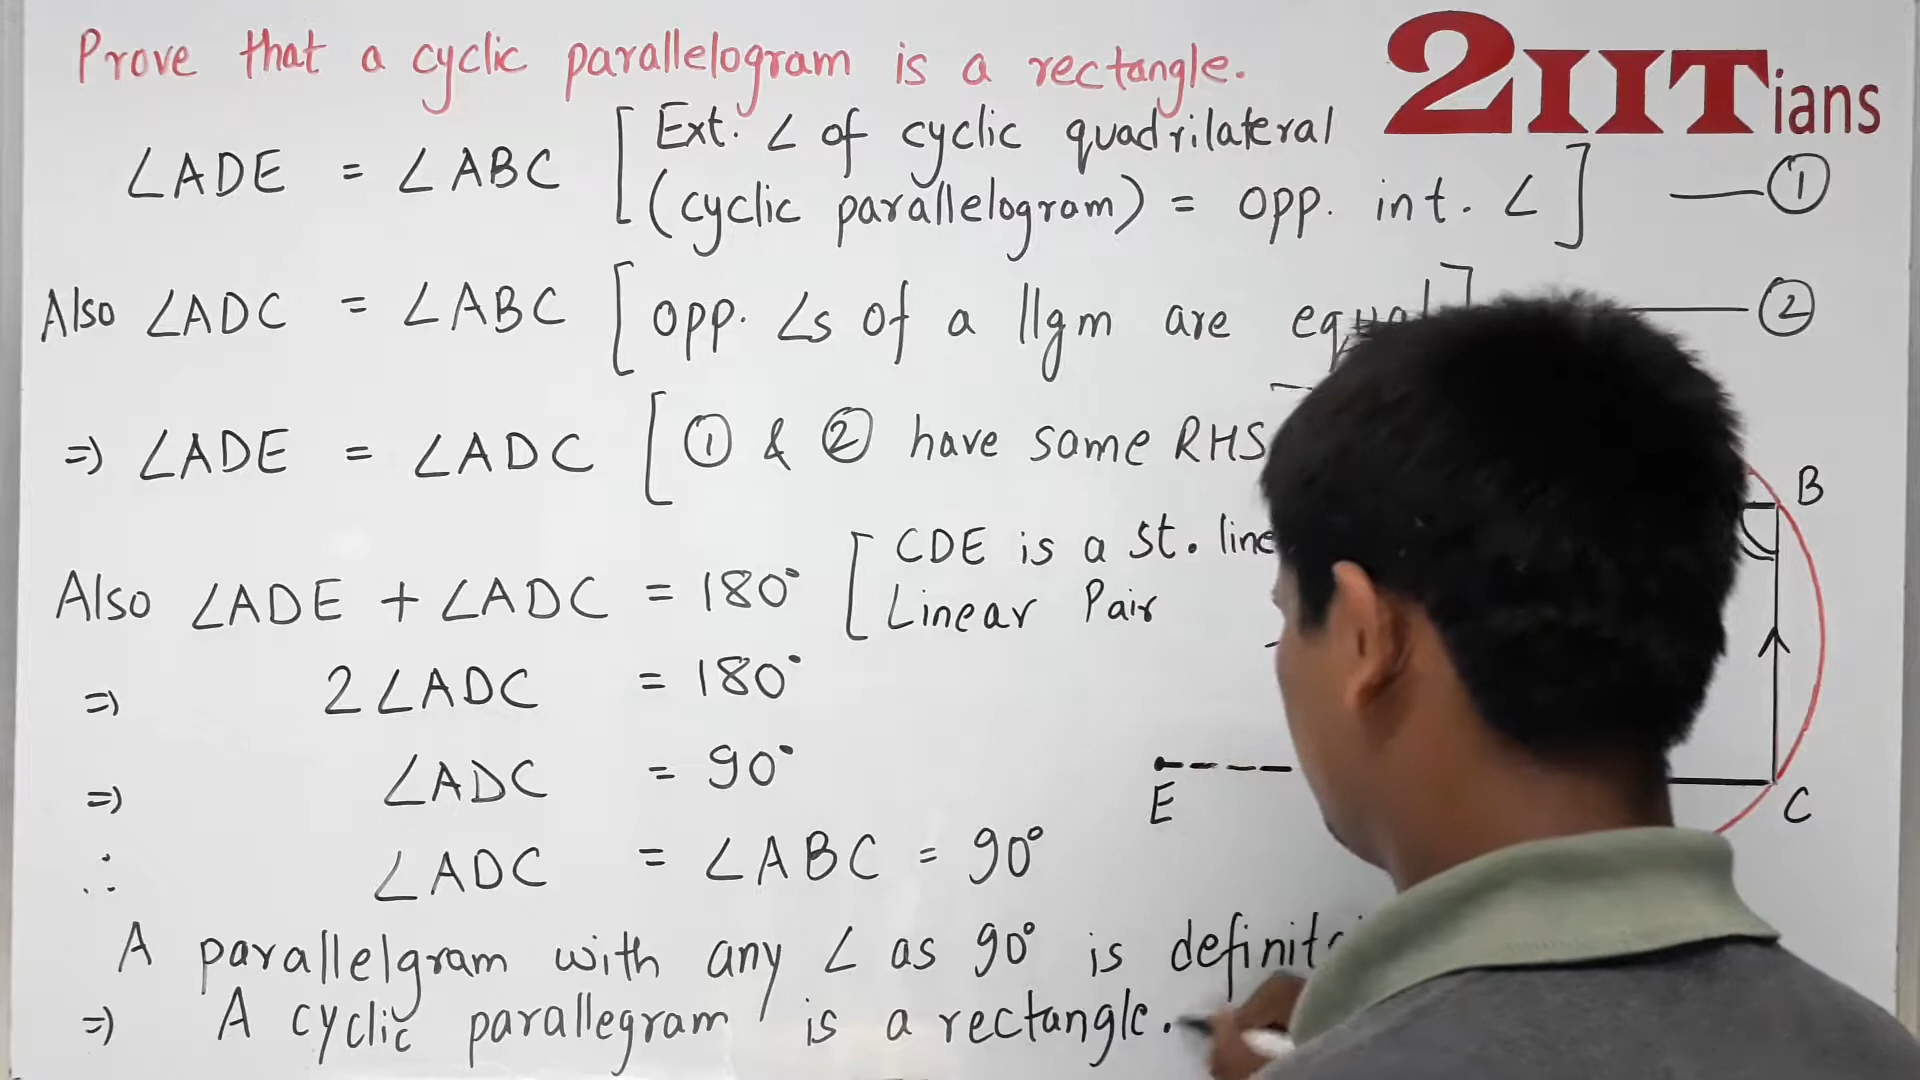 Prove that a cyclic parallelogram is a rectangle.
2IITians
∠ADE = ∠ABC [Ext. ∠ of cyclic quadrilateral
(cyclic parallelogram) = opp. int. ∠] — ①
Also ∠ADC = ∠ABC [opp. ∠s of a ||gm are equal] — ②
⇒ ∠ADE = ∠ADC [① & ② have same RHS
Also ∠ADE + ∠ADC = 180° [CDE is a st. line
Linear Pair
⇒ 2∠ADC = 180°
⇒ ∠ADC = 90°
∴ ∠ADC = ∠ABC = 90°
A parallelgram with any ∠ as 90° is
⇒ A cyclic parallegram is a rectangle.
B
E
C